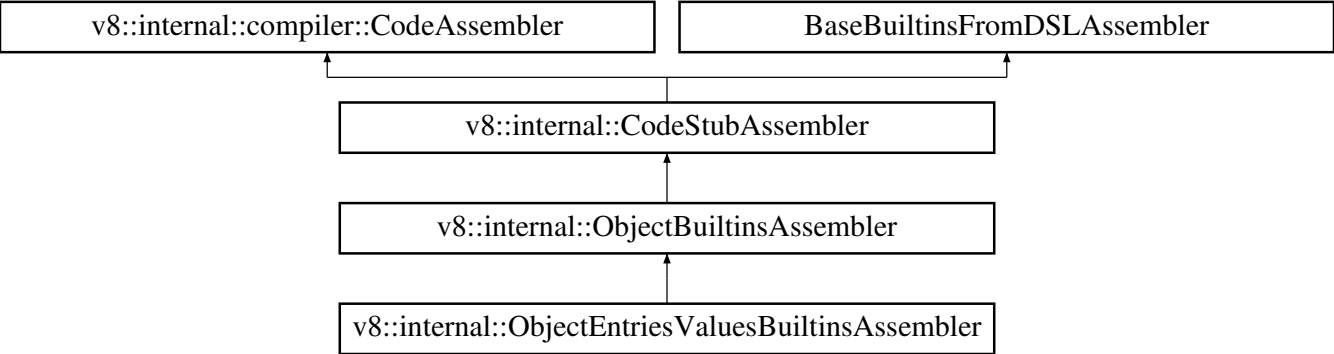 v8::internal::compiler::CodeAssembler
BaseBuiltinsFromDSLAssembler
v8::internal::CodeStubAssembler
v8::internal::ObjectBuiltinsAssembler
v8::internal::ObjectEntriesValuesBuiltinsAssembler